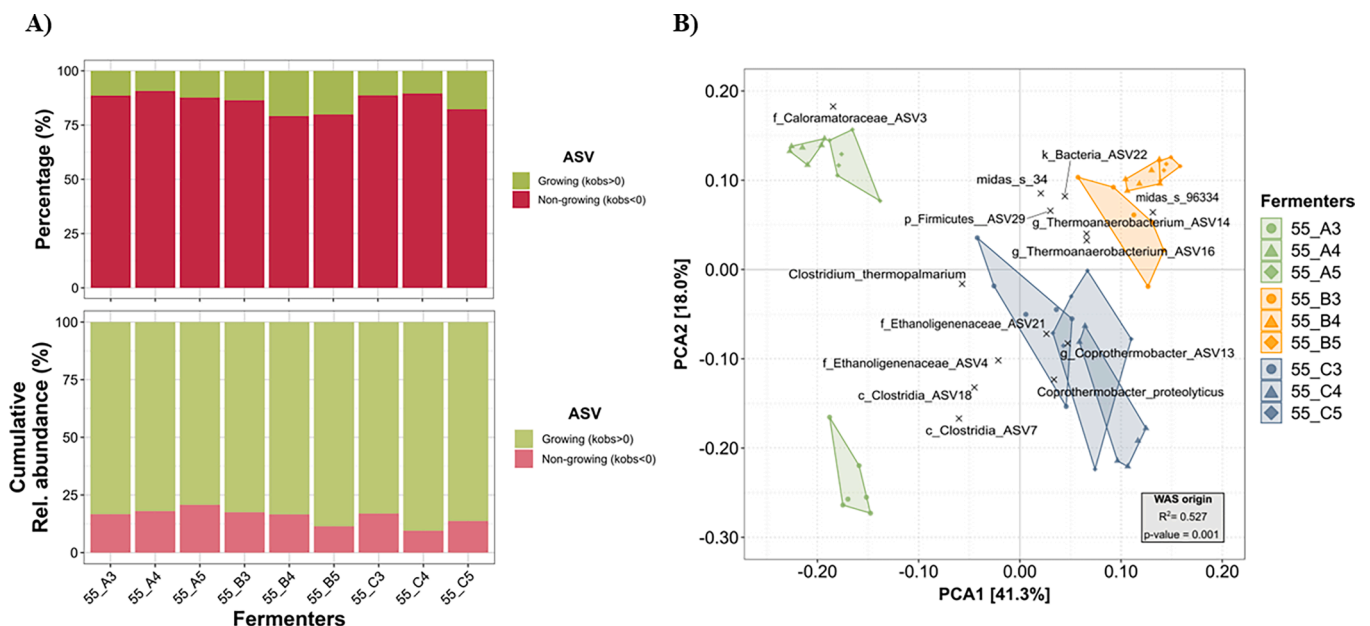 A)
Percentage (%)
100
75
50
25
0
ASV
Growing (kobs>0)
Non-growing (kobs<0)
Cumulative
Rel. abundance (%)
100
75
50
25
0
ASV
Growing (kobs>0)
Non-growing (kobs<0)
55_A3
55_A4
55_A5
55_B3
55_B4
55_B5
55_C3
55_C4
55_C5
Fermenters
B)
PCA2 [18.0%]
0.20
0.10
0.00
-0.10
-0.20
-0.30
f_Caloramatoraceae_ASV3
k_Bacteria_ASV22
midas_s_34
midas_s_96334
p_Firmicutes__ASV29
g_Thermoanaerobacterium_ASV14
g_Thermoanaerobacterium_ASV16
Clostridium_thermopalmarium
f_Ethanoligenenaceae_ASV21
g_Coprothermobacter_ASV13
f_Ethanoligenenaceae_ASV4
Coprothermobacter_proteolyticus
c_Clostridia_ASV18
c_Clostridia_ASV7
WAS origin
R²= 0.527
p-value = 0.001
-0.20
-0.10
0.00
0.10
0.20
PCA1 [41.3%]
Fermenters
55_A3
55_A4
55_A5
55_B3
55_B4
55_B5
55_C3
55_C4
55_C5